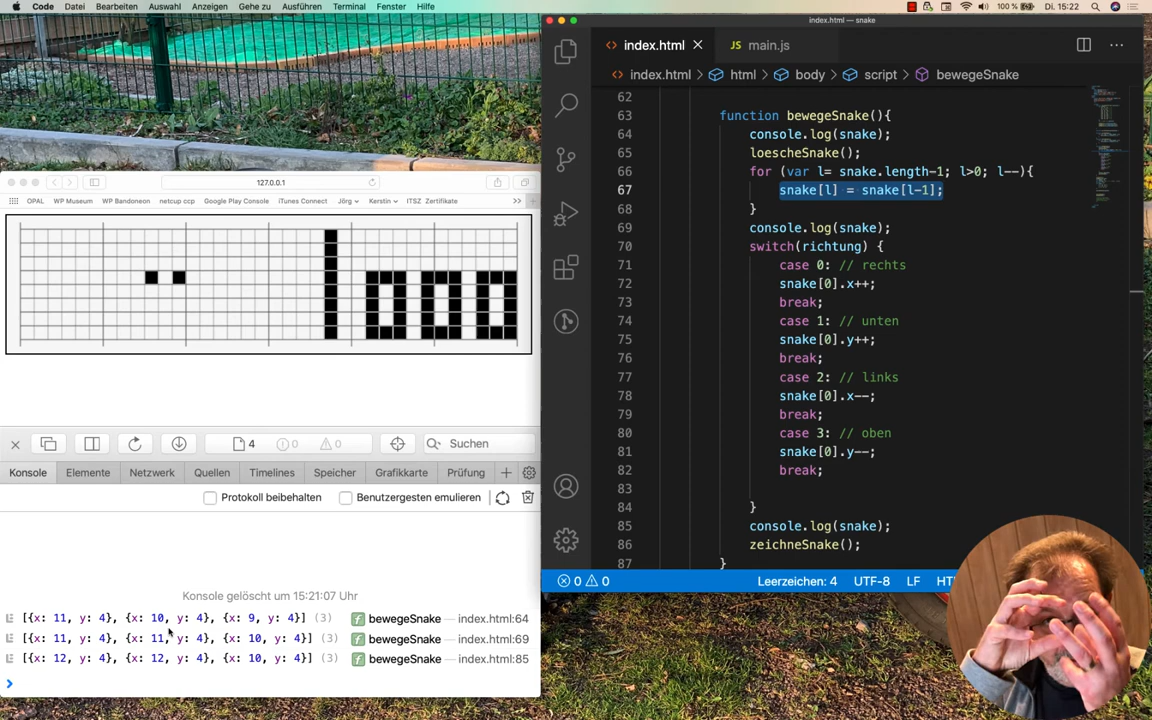 Code Datei Bearbeiten Auswahl Anzeigen Gehe zu Ausführen Terminal Fenster Hilfe 100 % Di. 15:22
index.html — snake
index.html JS main.js
index.html html body script bewegeSnake
62
63 function bewegeSnake(){
64 console.log(snake);
65 loescheSnake();
66 for (var l= snake.length-1; l>0; l--){
67 snake[l] = snake[l-1];
68 }
69 console.log(snake);
70 switch(richtung) {
71 case 0: // rechts
72 snake[0].x++;
73 break;
74 case 1: // unten
75 snake[0].y++;
76 break;
77 case 2: // links
78 snake[0].x--;
79 break;
80 case 3: // oben
81 snake[0].y--;
82 break;
83
84 }
85 console.log(snake);
86 zeichneSnake();
87 }
0 0 Leerzeichen: 4 UTF-8 LF
127.0.0.1
OPAL WP Museum WP Bandoneon netcup ccp Google Play Console iTunes Connect Jörg Kerstin ITSZ Zertifikate
4 0 0 Suchen
Konsole Elemente Netzwerk Quellen Timelines Speicher Grafikkarte Prüfung
Protokoll beibehalten Benutzergesten emulieren
Konsole gelöscht um 15:21:07 Uhr
[{x: 11, y: 4}, {x: 10, y: 4}, {x: 9, y: 4}] (3) f bewegeSnake — index.html:64
[{x: 11, y: 4}, {x: 11, y: 4}, {x: 10, y: 4}] (3) f bewegeSnake — index.html:69
[{x: 12, y: 4}, {x: 12, y: 4}, {x: 10, y: 4}] (3) f bewegeSnake — index.html:85